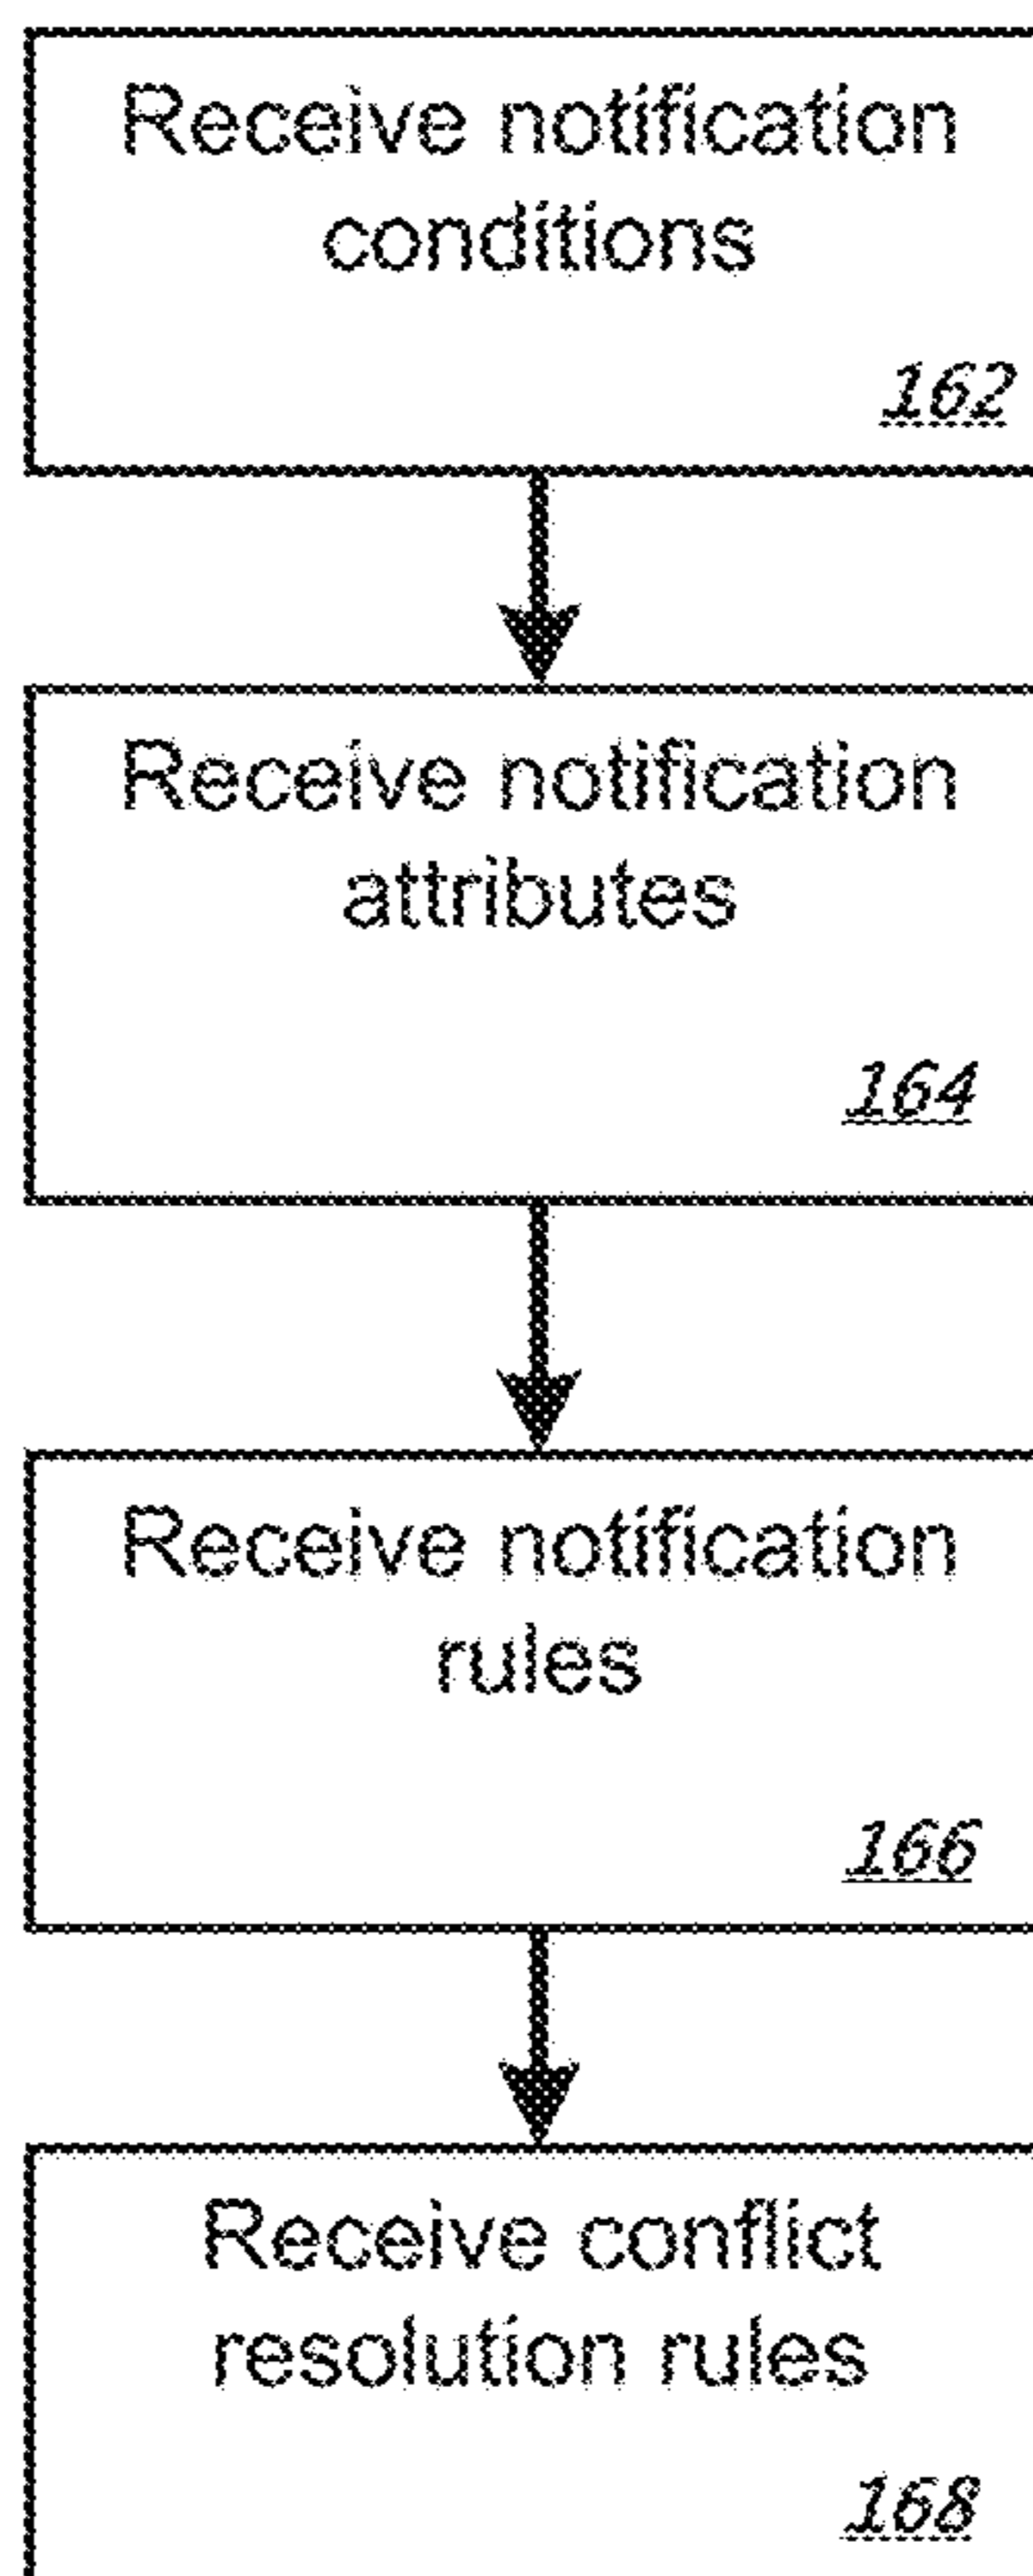 Receive notification
conditions
162
Receive notification
attributes
164
Receive notification
rules
166
Receive conflict
resolution rules
168